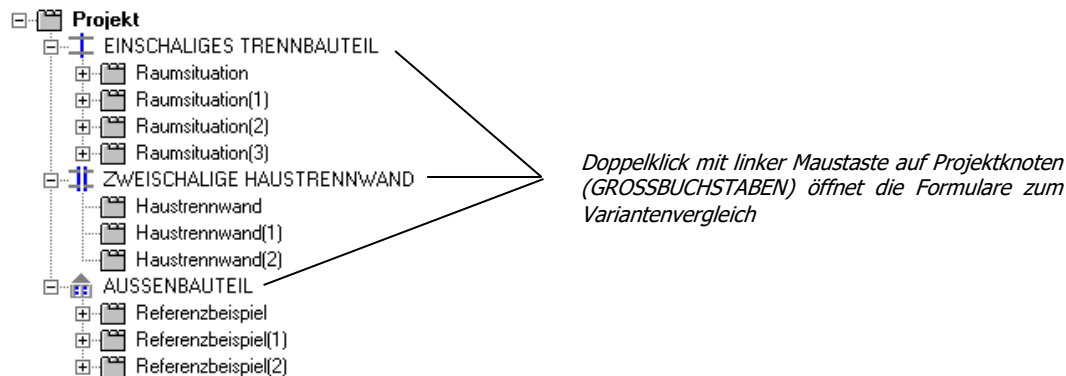 Projekt
EINSCHALIGES TRENNBAUTEIL
Raumsituation
Raumsituation(1)
Raumsituation(2)
Raumsituation(3)
ZWEISCHALIGE HAUSTRENNWAND
Haustrennwand
Haustrennwand(1)
Haustrennwand(2)
AUSSENBAUTEIL
Referenzbeispiel
Referenzbeispiel(1)
Referenzbeispiel(2)
Doppelklick mit linker Maustaste auf Projektknoten
(GROSSBUCHSTABEN) öffnet die Formulare zum
Variantenvergleich